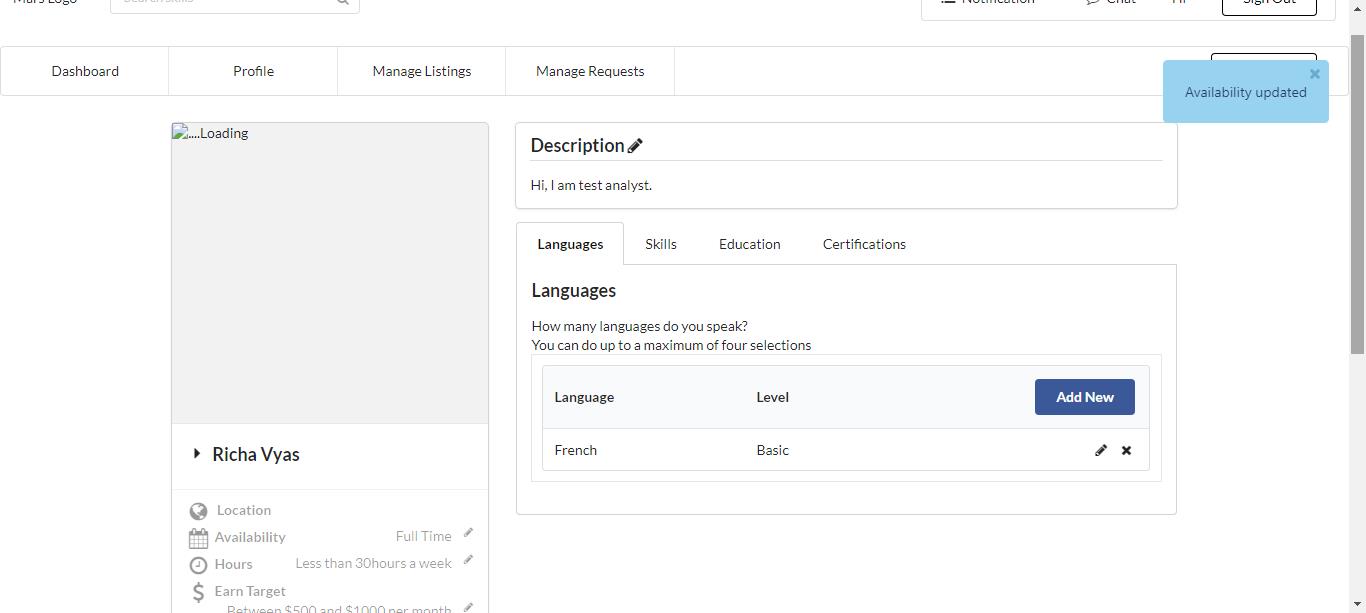 Mars Logo
Search skills
Notification
Chat
Hi
Sign Out
Dashboard
Profile
Manage Listings
Manage Requests
Availability updated
....Loading
Description
Hi, I am test analyst.
Languages
Skills
Education
Certifications
Languages
How many languages do you speak?
You can do up to a maximum of four selections
Language
Level
Add New
French
Basic
Richa Vyas
Location
Availability
Full Time
Hours
Less than 30hours a week
Earn Target
Between $500 and $1000 per month